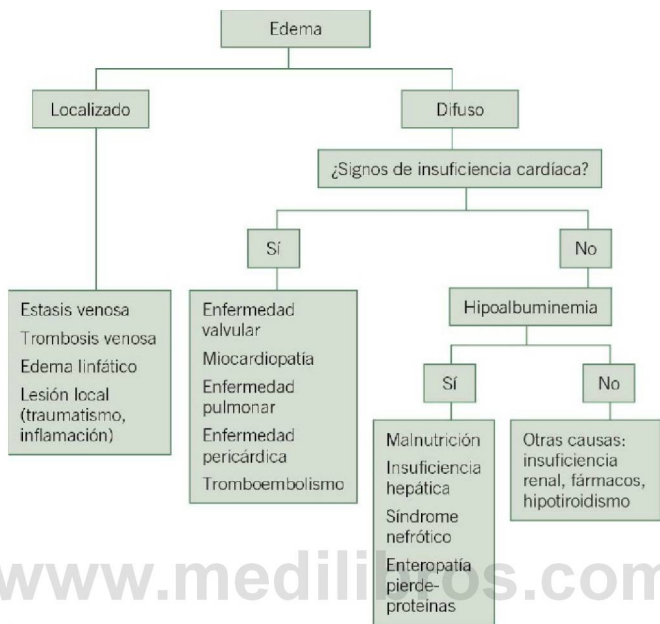 Edema
Localizado
Difuso
¿Signos de insuficiencia cardíaca?
Sí
No
Estasis venosa
Trombosis venosa
Edema linfático
Lesión local
(traumatismo,
inflamación)
Enfermedad
valvular
Miocardiopatía
Enfermedad
pulmonar
Enfermedad
pericárdica
Tromboembolismo
Hipoalbuminemia
Sí
No
Malnutrición
Insuficiencia
hepática
Síndrome
nefrótico
Enteropatía
pierde-
proteínas
Otras causas:
insuficiencia
renal, fármacos,
hipotiroidismo
www.medilibros.com